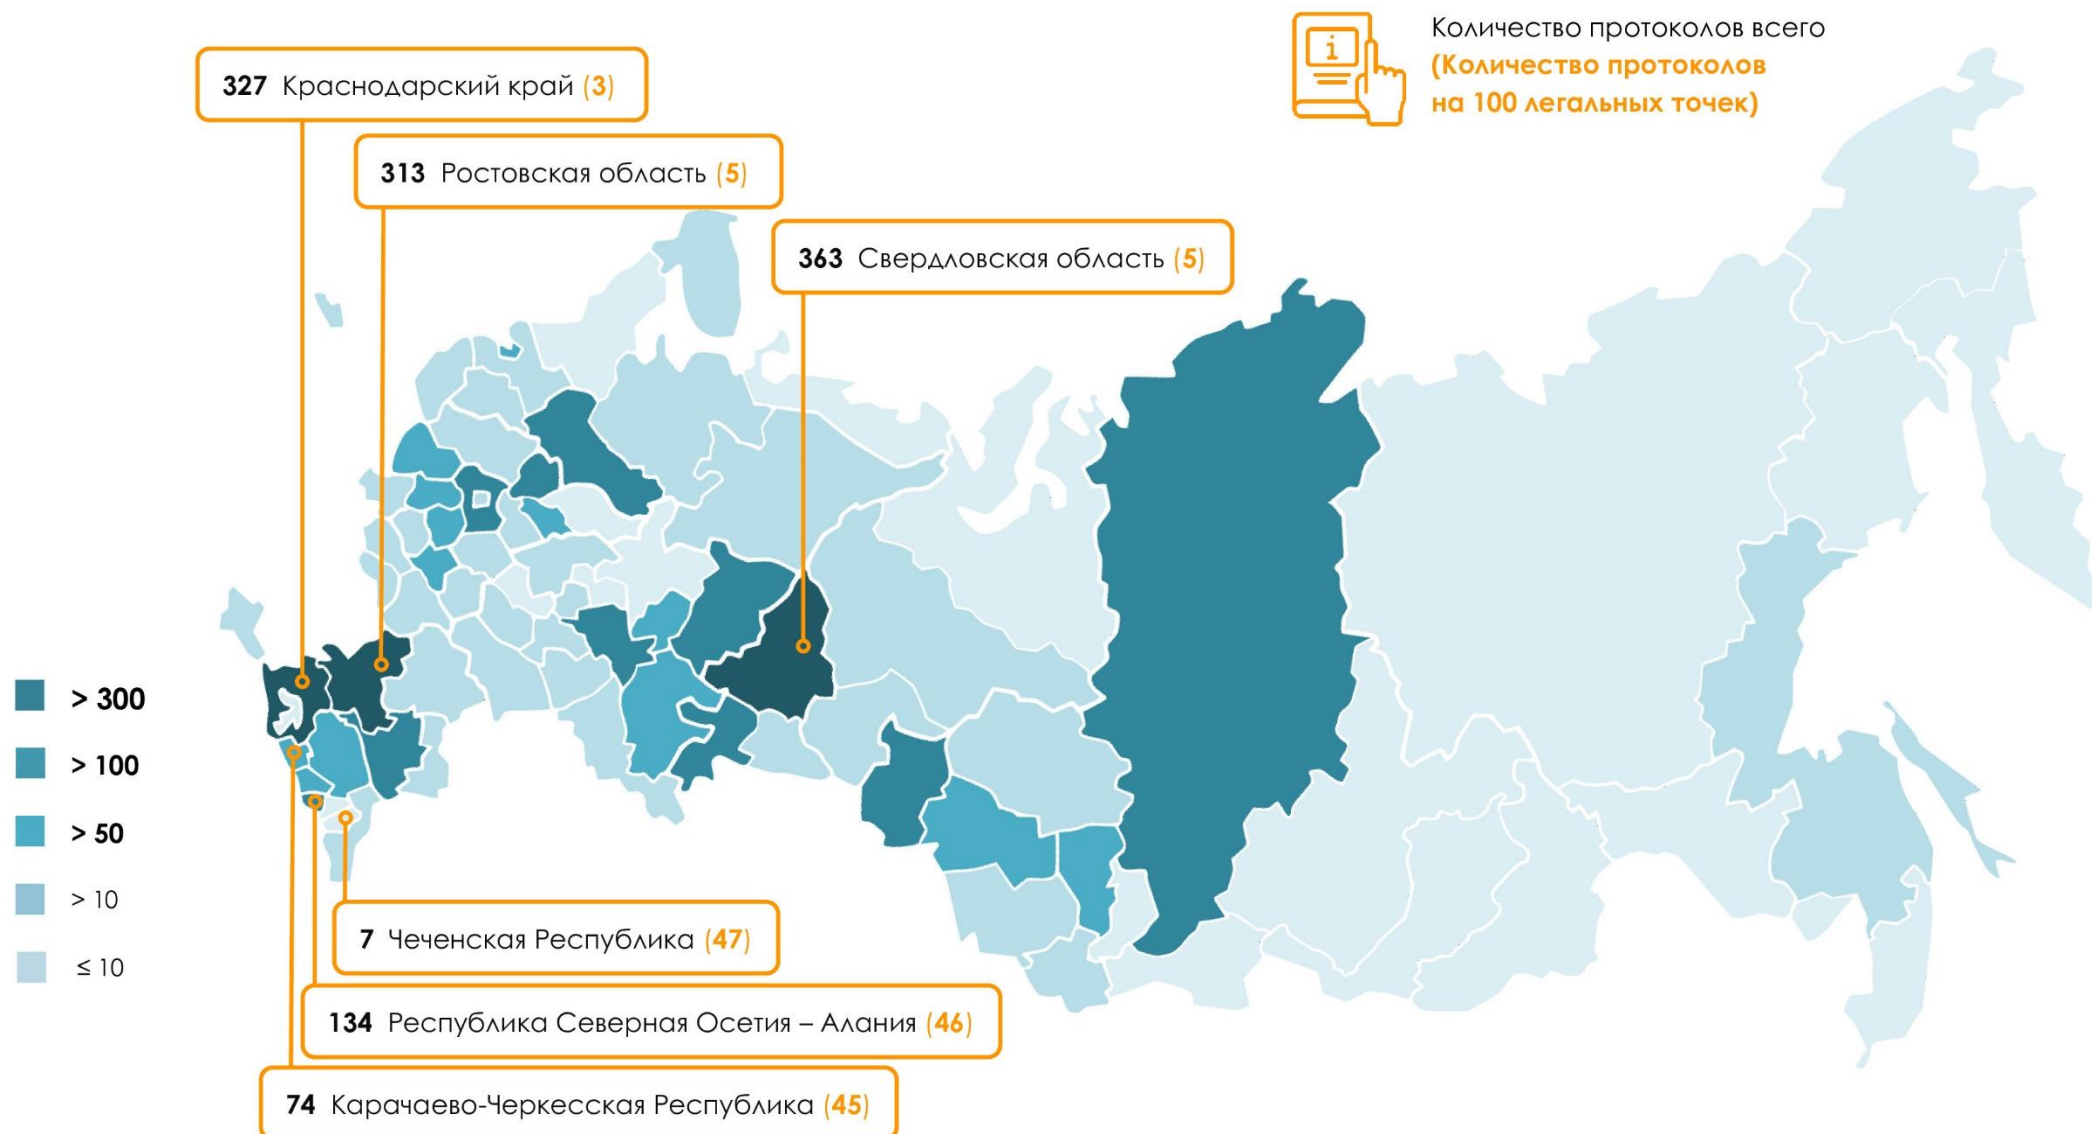 Количество протоколов всего
(Количество протоколов
на 100 легальных точек)
327 Краснодарский край (3)
313 Ростовская область (5)
363 Свердловская область (5)
> 300
> 100
> 50
> 10
≤ 10
7 Чеченская Республика (47)
134 Республика Северная Осетия – Алания (46)
74 Карачаево-Черкесская Республика (45)